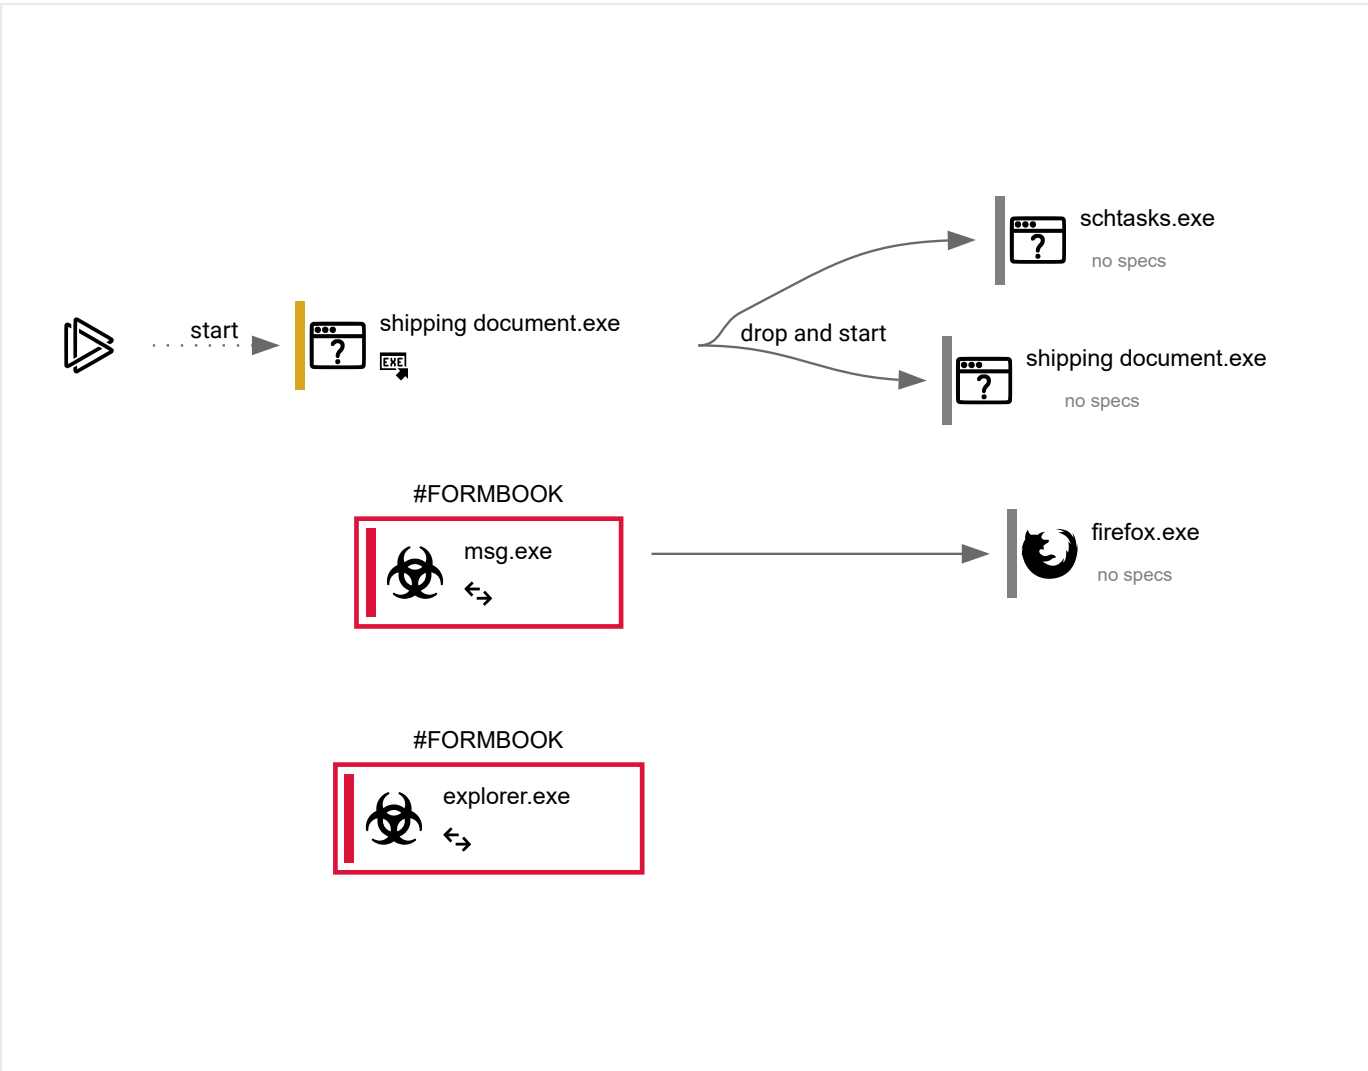 start
shipping document.exe
EXE
schtasks.exe
no specs
drop and start
shipping document.exe
no specs
#FORMBOOK
msg.exe
firefox.exe
no specs
#FORMBOOK
explorer.exe